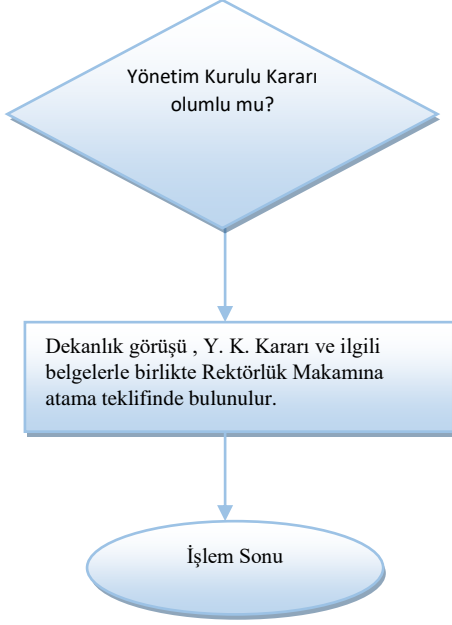 Yönetim Kurulu Kararı
olumlu mu?
Dekanlık görüşü , Y. K. Kararı ve ilgili
belgelerle birlikte Rektörlük Makamına
atama teklifinde bulunulur.
İşlem Sonu